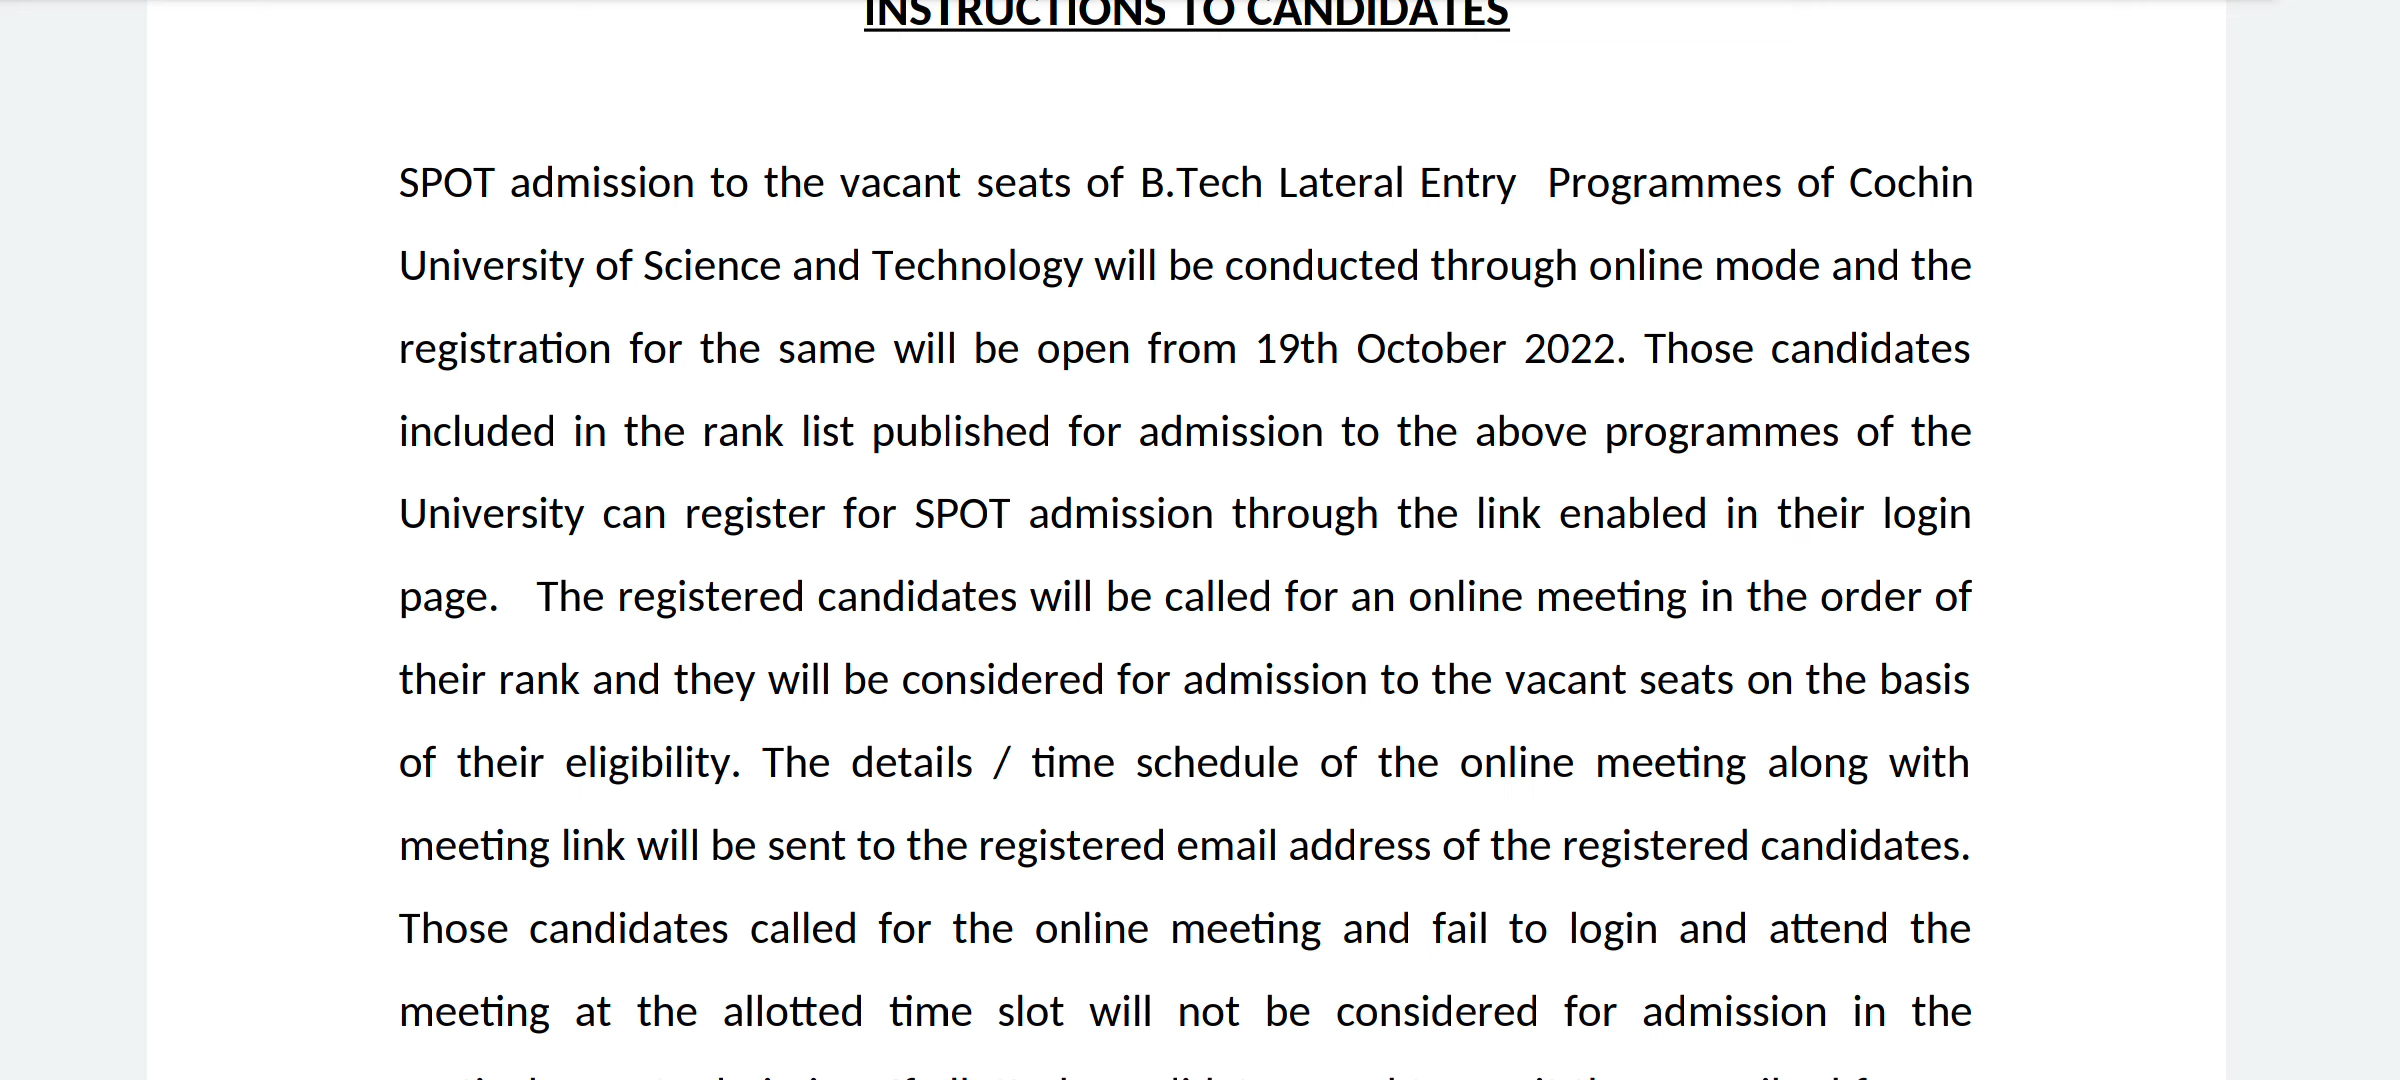 INSTRUCTIONS TO CANDIDATES
SPOT admission to the vacant seats of B.Tech Lateral Entry  Programmes of Cochin
University of Science and Technology will be conducted through online mode and the
registration for the same will be open from 19th October 2022. Those candidates
included in the rank list published for admission to the above programmes of the
University can register for SPOT admission through the link enabled in their login
page.   The registered candidates will be called for an online meeting in the order of
their rank and they will be considered for admission to the vacant seats on the basis
of their eligibility. The details / time schedule of the online meeting along with
meeting link will be sent to the registered email address of the registered candidates.
Those candidates called for the online meeting and fail to login and attend the
meeting at the allotted time slot will not be considered for admission in the